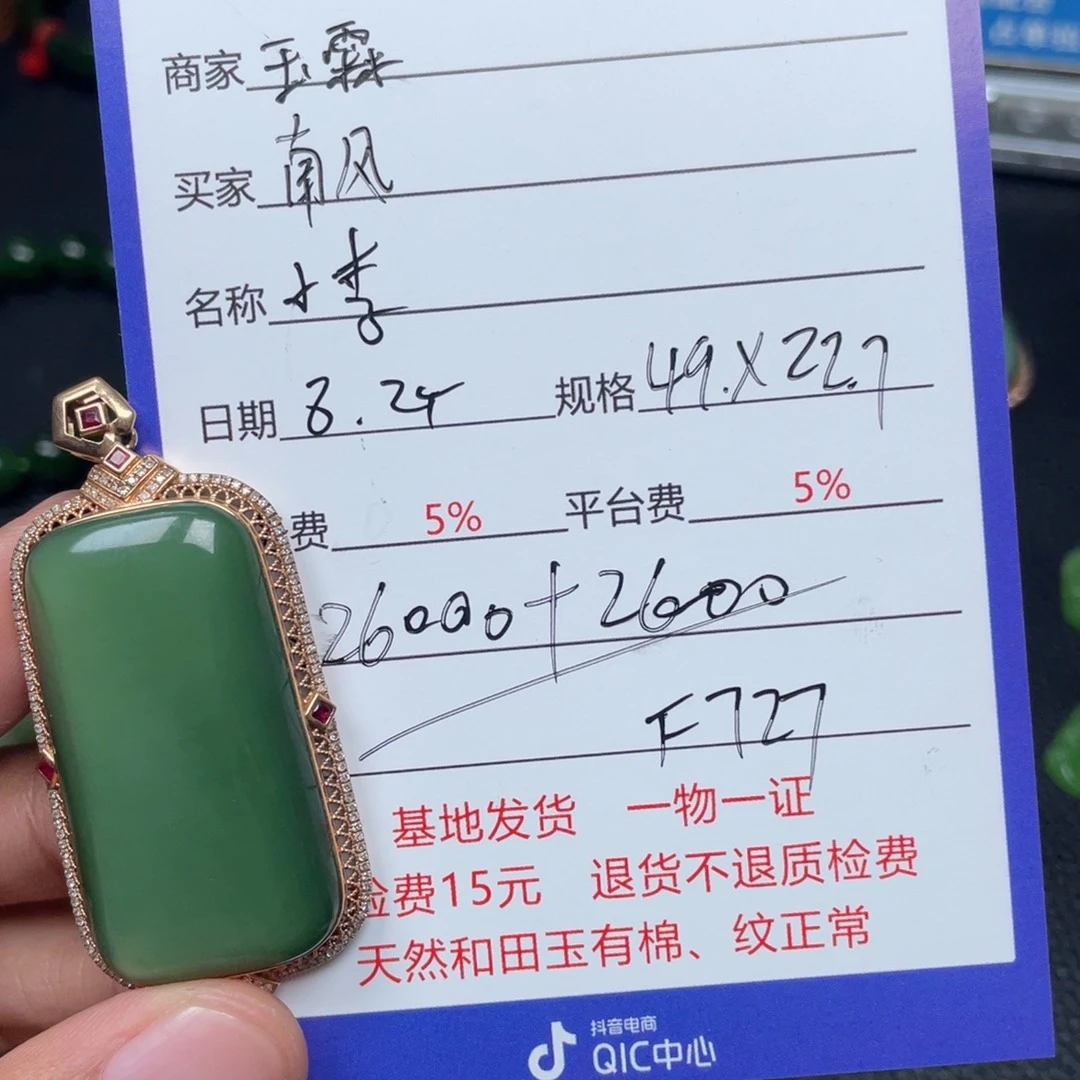 商家 玉霖
买家 南风
名称 小李
日期 8.24 规格 49.X22.7
费 5% 平台费 5%
26000+2600
F727
基地发货 一物一证
检费15元 退货不退质检费
天然和田玉有棉、纹正常
抖音电商
QIC中心